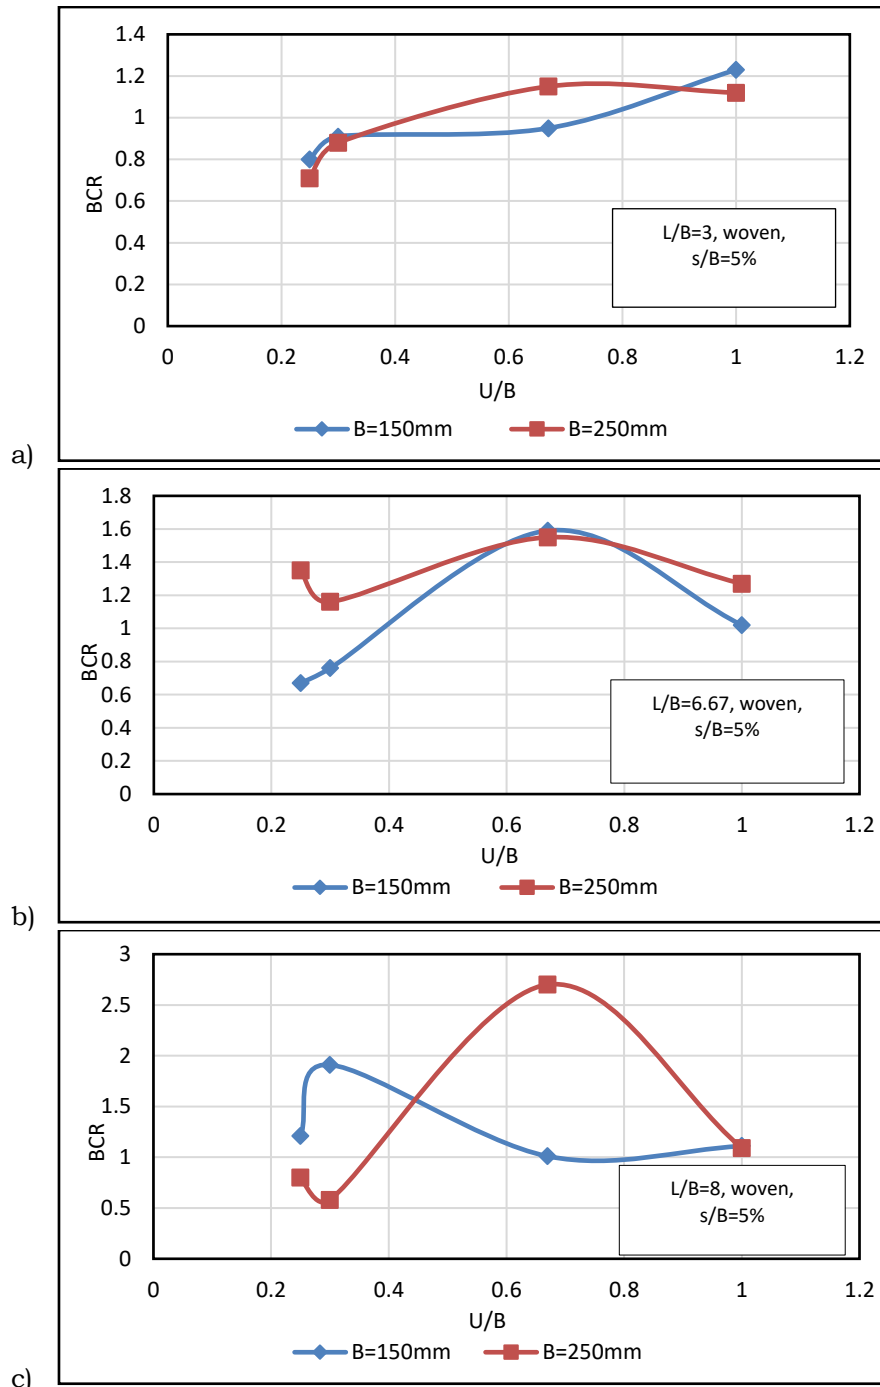 1.4
1.2
1
0.8
0.6
0.4
0.2
0
BCR
L/B=3, woven,
s/B=5%
0 0.2 0.4 0.6 0.8 1 1.2
U/B
B=150mm B=250mm
a)
1.8
1.6
1.4
1.2
1
0.8
0.6
0.4
0.2
0
BCR
L/B=6.67, woven,
s/B=5%
0 0.2 0.4 0.6 0.8 1 1.2
U/B
B=150mm B=250mm
b)
3
2.5
2
1.5
1
0.5
0
BCR
L/B=8, woven,
s/B=5%
0 0.2 0.4 0.6 0.8 1 1.2
U/B
B=150mm B=250mm
c)